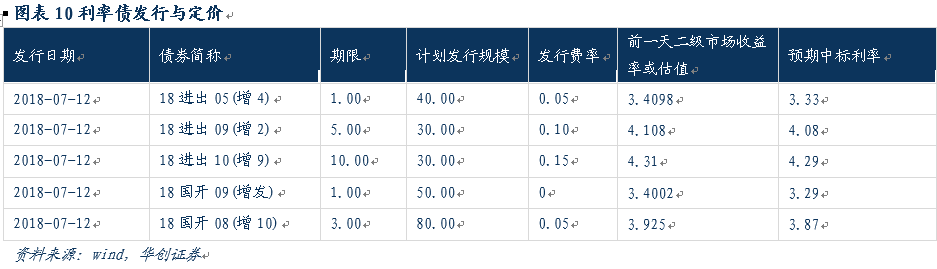 图表 10 利率债发行与定价
发行日期 债券简称 期限 计划发行规模 发行费率 前一天二级市场收益率或估值 预期中标利率
2018-07-12 18 进出 05(增 4) 1.00 40.00 0.05 3.4098 3.33
2018-07-12 18 进出 09(增 2) 5.00 30.00 0.10 4.108 4.08
2018-07-12 18 进出 10(增 9) 10.00 30.00 0.15 4.31 4.29
2018-07-12 18 国开 09(增发) 1.00 50.00 0 3.4002 3.29
2018-07-12 18 国开 08(增 10) 3.00 80.00 0.05 3.925 3.87
资料来源：wind，华创证券